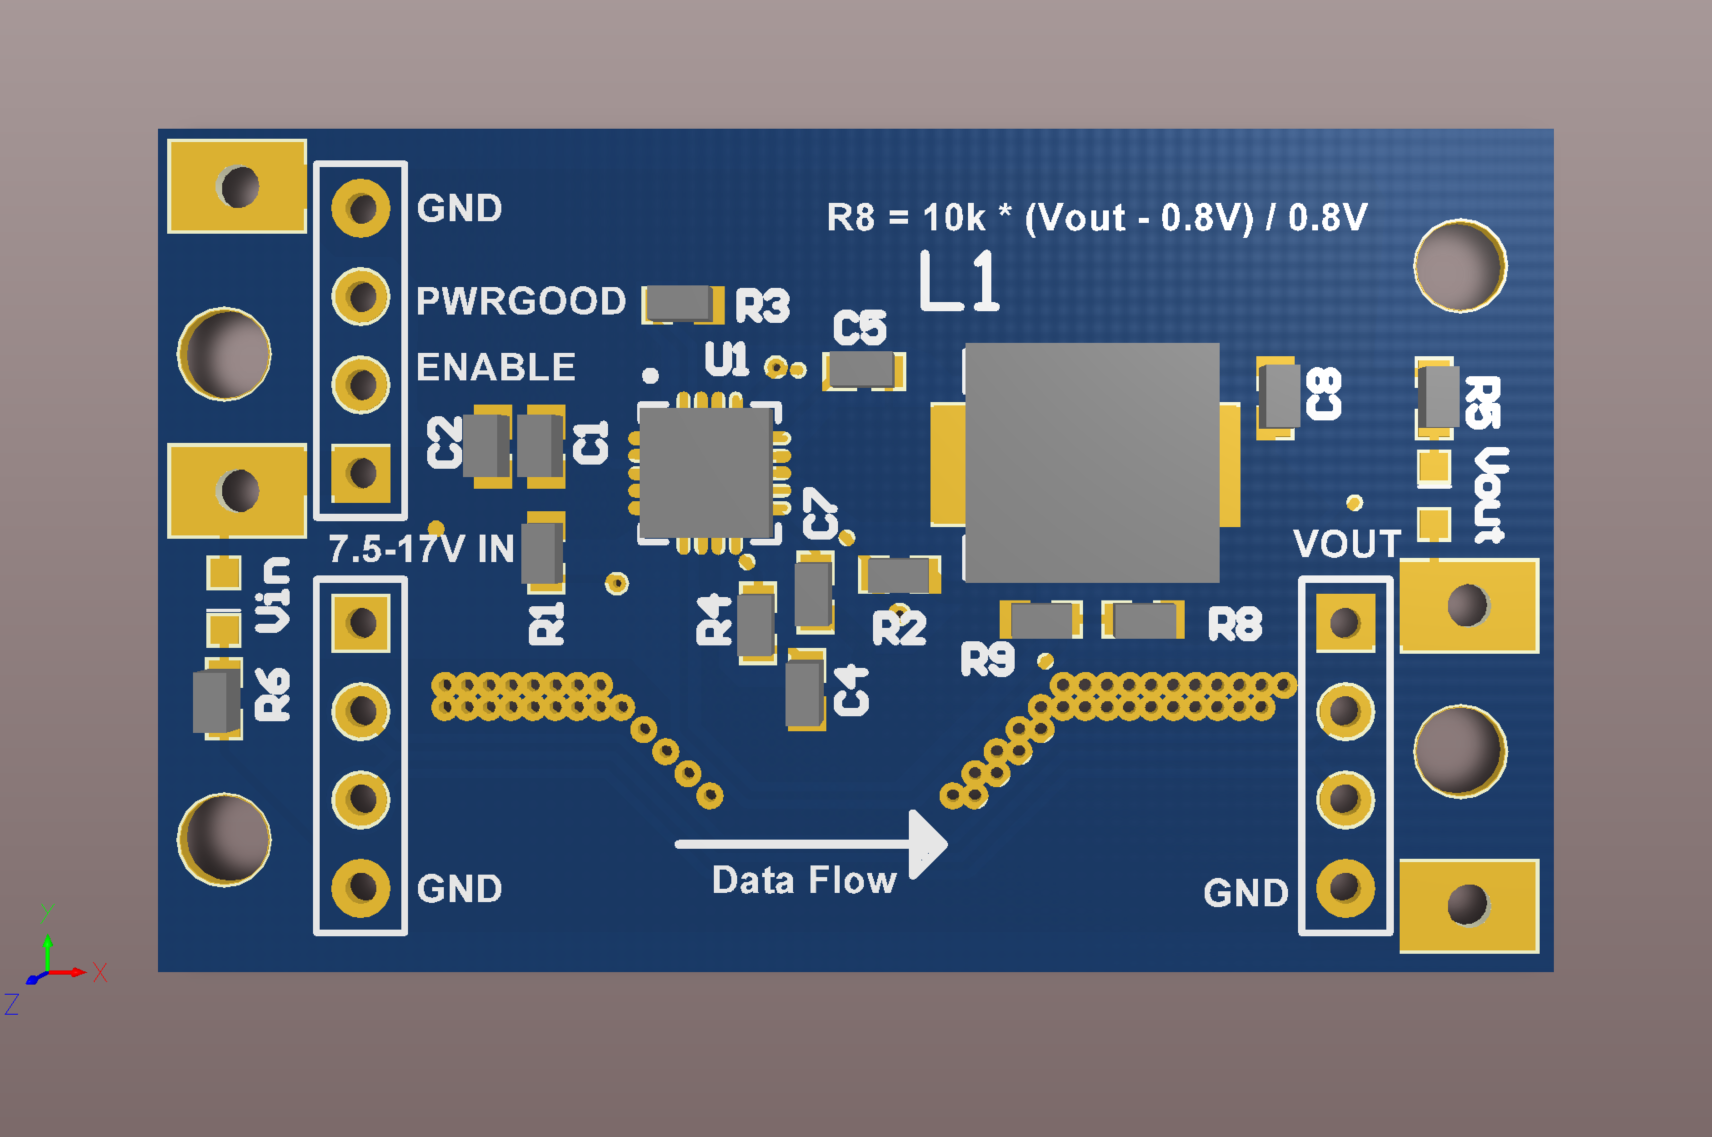 GND
R8 = 10k * (Vout - 0.8V) / 0.8V
L1
PWRGOOD
R3
C5
U1
ENABLE
C2
C1
C8
R5
Vout
C7
7.5-17V IN
VOUT
Vin
R1
R4
R2
R8
R9
R6
C4
Data Flow
GND
GND
Y
X
Z